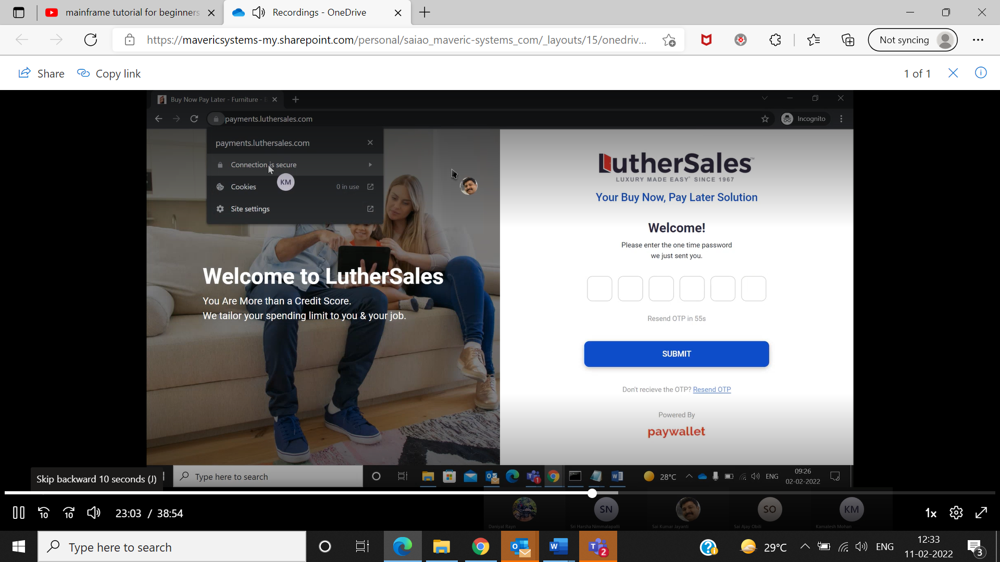 mainframe tutorial for beginners
Recordings - OneDrive
https://mavericsystems-my.sharepoint.com/personal/saiao_maveric-systems_com/_layouts/15/onedriv...
Not syncing
Share
Copy link
1 of 1
Buy Now Pay Later - Furniture -
payments.luthersales.com
Incognito
payments.luthersales.com
Connection is secure
Cookies
0 in use
Site settings
KM
LutherSales™
LUXURY MADE EASY® SINCE 1967
Your Buy Now, Pay Later Solution
Welcome!
Please enter the one time password
we just sent you.
Welcome to LutherSales
You Are More than a Credit Score.
We tailor your spending limit to you & your job.
Resend OTP in 55s
SUBMIT
Don't recieve the OTP? Resend OTP
Powered By
paywallet
Skip backward 10 seconds (J)
Type here to search
1
28°C
ENG
09:26
02-02-2022
10
10
23:03 / 38:54
SN
SO
KM
Daniyal Rayn
Sri Harsha Nimmalapalli
Sai Kumar Jayanti
Sai Ajay Obili
Kamalesh Mohan
1x
Type here to search
2
29°C
ENG
12:33
11-02-2022
3